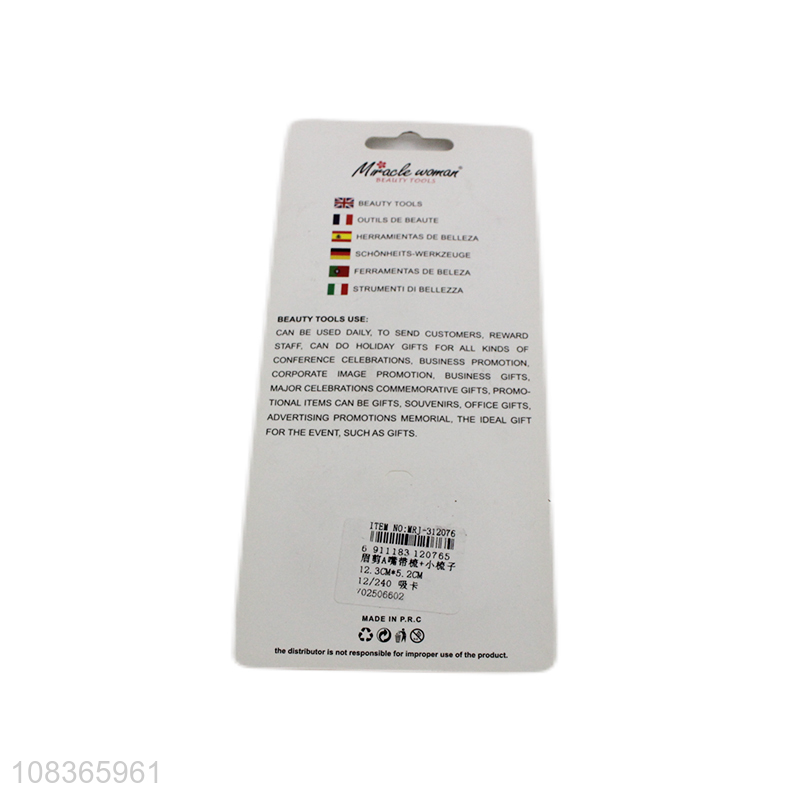 Miracle woman®
BEAUTY TOOLS
BEAUTY TOOLS
OUTILS DE BEAUTE
HERRAMIENTAS DE BELLEZA
SCHÖNHEITS-WERKZEUGE
FERRAMENTAS DE BELEZA
STRUMENTI DI BELLEZZA
BEAUTY TOOLS USE:
CAN BE USED DAILY, TO SEND CUSTOMERS, REWARD
STAFF, CAN DO HOLIDAY GIFTS FOR ALL KINDS OF
CONFERENCE CELEBRATIONS, BUSINESS PROMOTION,
CORPORATE IMAGE PROMOTION, BUSINESS GIFTS,
MAJOR CELEBRATIONS COMMEMORATIVE GIFTS, PROMO-
TIONAL ITEMS CAN BE GIFTS, SOUVENIRS, OFFICE GIFTS,
ADVERTISING PROMOTIONS MEMORIAL, THE IDEAL GIFT
FOR THE EVENT, SUCH AS GIFTS.
ITEM NO:MRJ-312076
6 911183 120765
眉剪A嘴带梳+小梳子
12.3CM*5.2CM
12/240 吸卡
702506602
MADE IN P.R.C
the distributor is not responsible for improper use of the product.
108365961